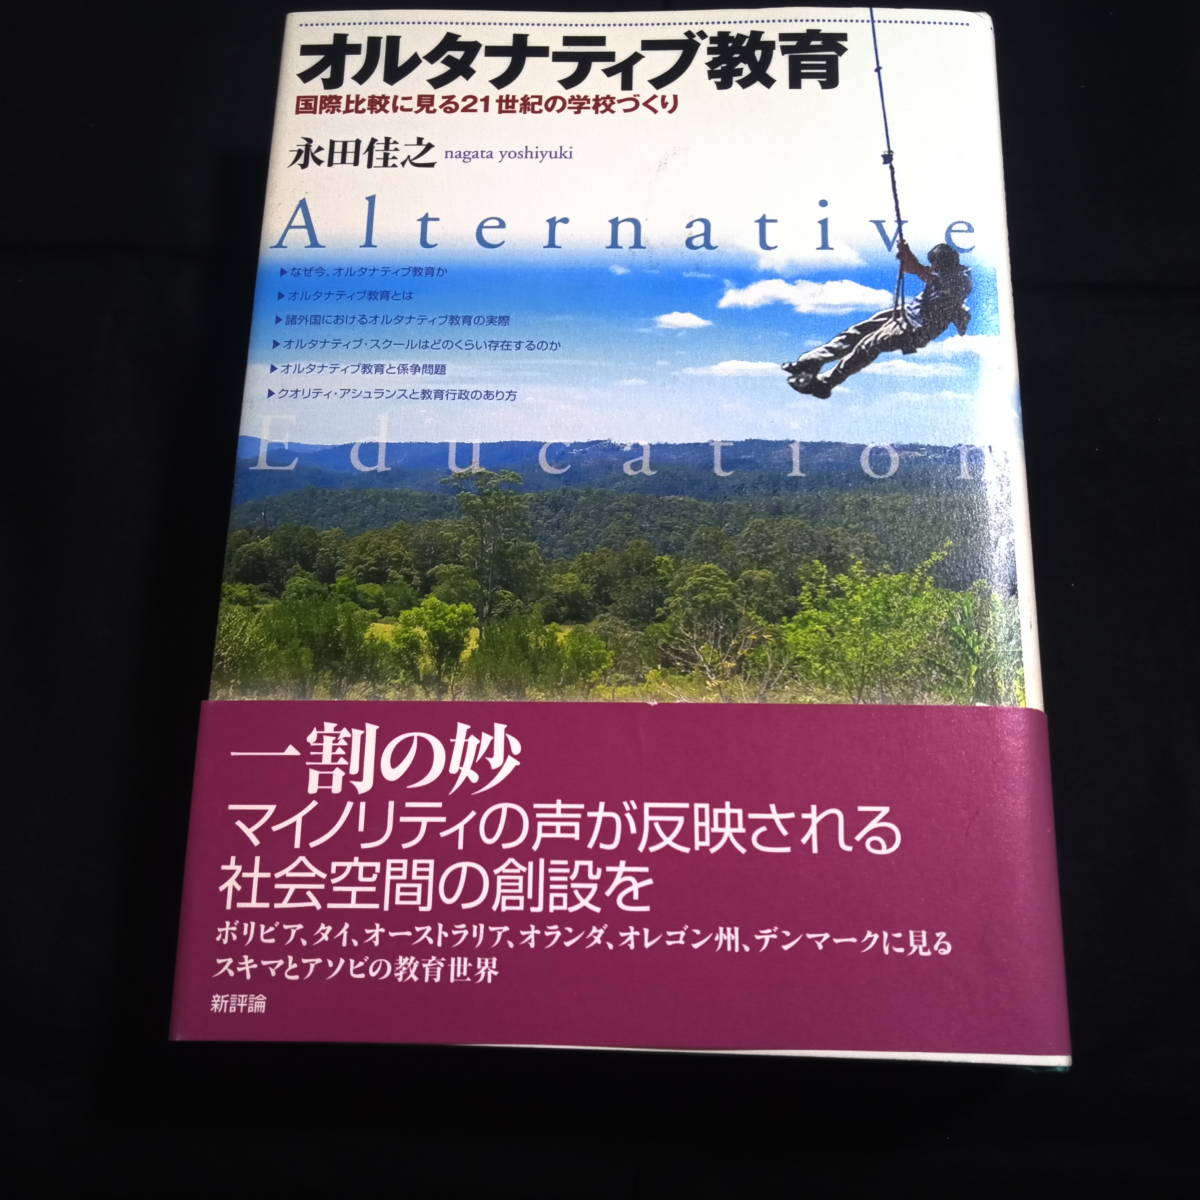 オルタナティブ教育
国際比較に見る21世紀の学校づくり
永田佳之 nagata yoshiyuki
Alternative
▶なぜ今、オルタナティブ教育か
▶オルタナティブ教育とは
▶諸外国におけるオルタナティブ教育の実際
▶オルタナティブ・スクールはどのくらい存在するのか
▶オルタナティブ教育と係争問題
▶クオリティ・アシュランスと教育行政のあり方
Education
一割の妙
マイノリティの声が反映される
社会空間の創設を
ボリビア、タイ、オーストラリア、オランダ、オレゴン州、デンマークに見る
スキマとアソビの教育世界
新評論